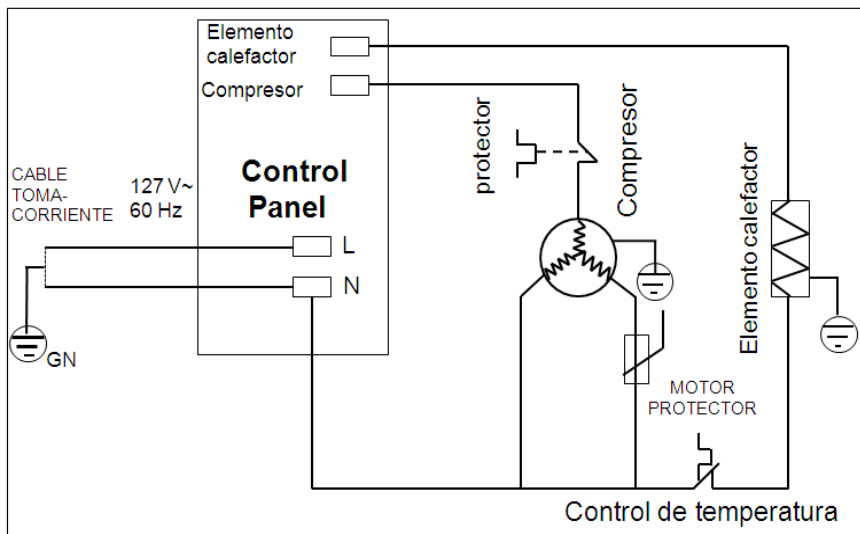 Elemento
calefactor
Compresor
Control
Panel
CABLE
TOMA-
CORRIENTE
127 V~
60 Hz
L
N
GN
protector
Compresor
Elemento calefactor
MOTOR
PROTECTOR
Control de temperatura